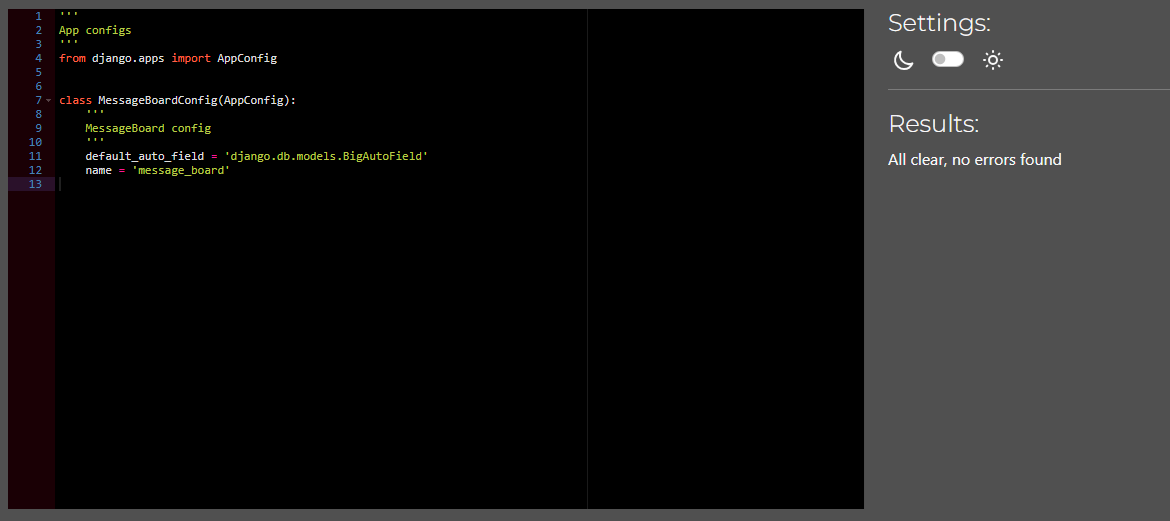 1 '''
2 App configs
3 '''
4 from django.apps import AppConfig
5
6
7 class MessageBoardConfig(AppConfig):
8     '''
9     MessageBoard config
10     '''
11     default_auto_field = 'django.db.models.BigAutoField'
12     name = 'message_board'
13
Settings:
Results:
All clear, no errors found